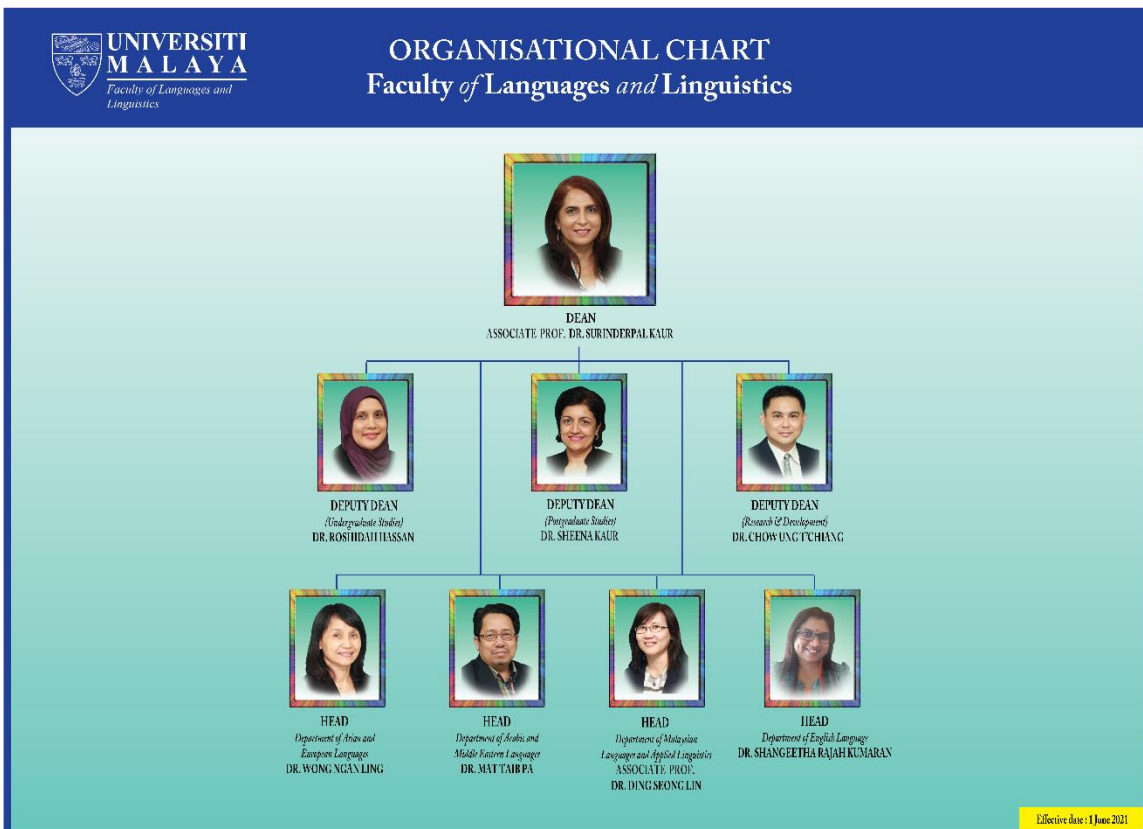 UNIVERSITI
MALAYA
Faculty of Languages and
Linguistics
ORGANISATIONAL CHART
Faculty of Languages and Linguistics
DEAN
ASSOCIATE PROF. DR. SURINDERPAL KAUR
DEPUTY DEAN
(Undergraduate Studies)
DR. ROSHIDAH HASSAN
DEPUTY DEAN
(Postgraduate Studies)
DR. SHEENA KAUR
DEPUTY DEAN
(Research & Development)
DR. CHOW UNG T'CHIANG
HEAD
Department of Asian and
European Languages
DR. WONG NGAN LING
HEAD
Department of Arabic and
Middle Eastern Languages
DR. MAT TAIB PA
HEAD
Department of Malaysian
Languages and Applied Linguistics
ASSOCIATE PROF.
DR. DING SEONG LIN
HEAD
Department of English Language
DR. SHANGEETHA RAJAH KUMARAN
Effective date : 1 June 2021